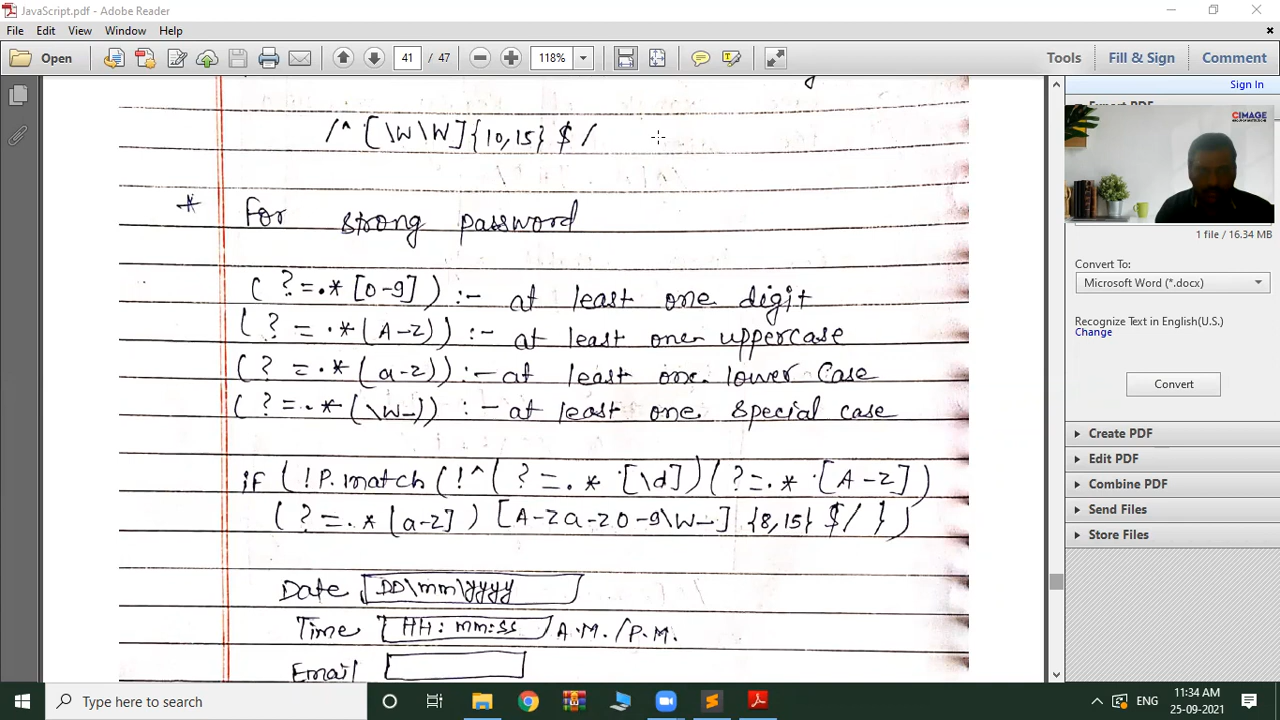 JavaScript.pdf - Adobe Reader
File Edit View Window Help
Open 41 / 47 118% Tools Fill & Sign Comment
Sign In
CIMAGE
1 file / 16.34 MB
Convert To:
Microsoft Word (*.docx)
Recognize Text in English(U.S.)
Change
Convert
Create PDF
Edit PDF
Combine PDF
Send Files
Store Files
/^ [\W\W]{10,15} $ /
* For strong password
( ?=.* [0-9] ) :- at least one digit
( ? = .* (A-Z)) :- at least one uppercase
( ? = .* (a-z)) :- at least one lower Case
( ? = .* (\W_)) :- at least one special case
if ( !P.match (!^( ? =.* [\d] ) (? =.* [A-Z] )
( ? =.* (a-z] ) [A-Za-z0-9\W_] {8,15} $/ } )
Date DD\mm\yyyy
Time HH: mm:ss A.M. /P.M.
Email
Type here to search
ENG 11:34 AM
25-09-2021